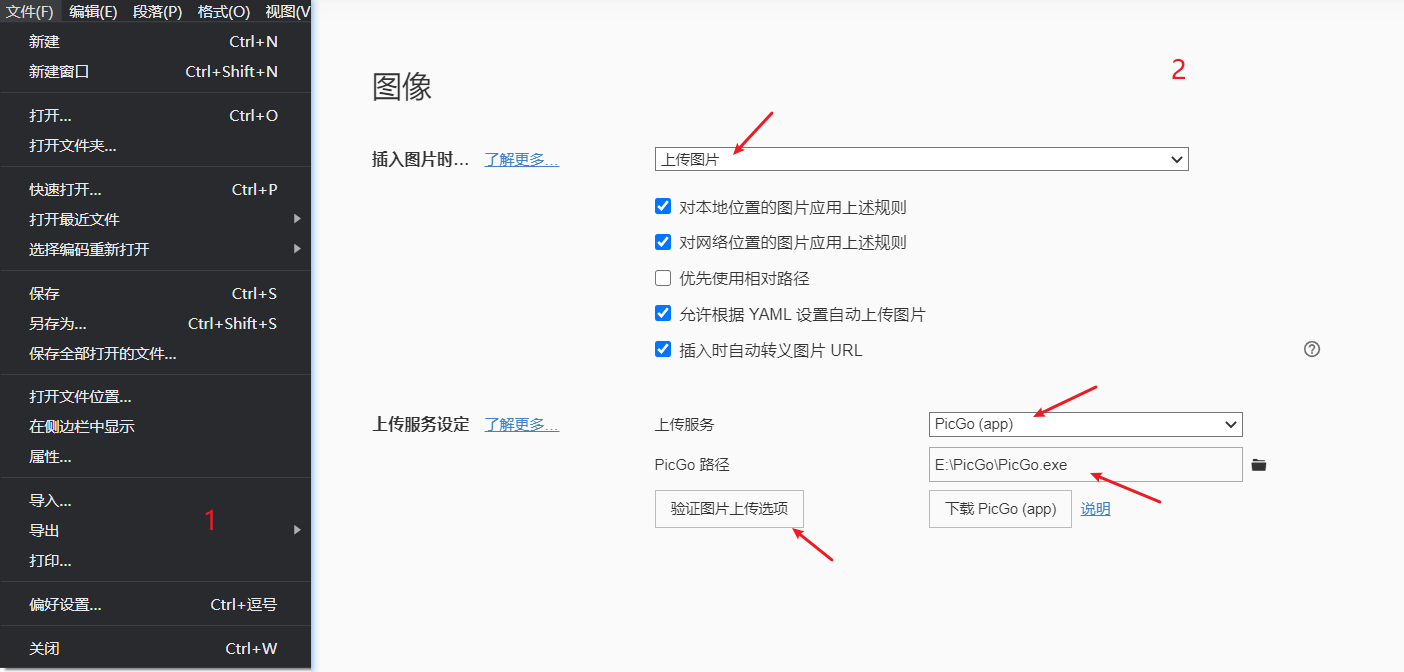 文件(F) 编辑(E) 段落(P) 格式(O) 视图(V
新建 Ctrl+N
新建窗口 Ctrl+Shift+N
打开... Ctrl+O
打开文件夹...
快速打开... Ctrl+P
打开最近文件
选择编码重新打开
保存 Ctrl+S
另存为... Ctrl+Shift+S
保存全部打开的文件...
打开文件位置...
在侧边栏中显示
属性...
导入...
导出
1
打印...
偏好设置... Ctrl+逗号
关闭 Ctrl+W
2
图像
插入图片时... 了解更多... 上传图片
对本地位置的图片应用上述规则
对网络位置的图片应用上述规则
优先使用相对路径
允许根据 YAML 设置自动上传图片
插入时自动转义图片 URL
上传服务设定 了解更多... 上传服务 PicGo (app)
PicGo 路径 E:\PicGo\PicGo.exe
验证图片上传选项 下载 PicGo (app) 说明